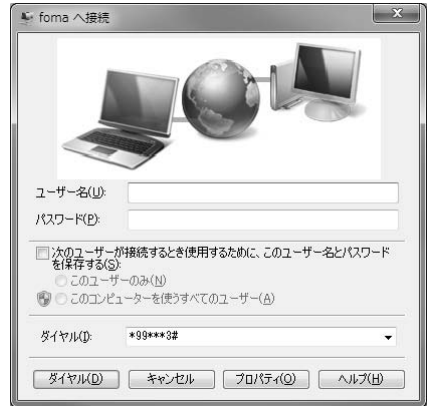 foma へ接続
ユーザー名(U):
パスワード(P):
次のユーザーが接続するとき使用するために、このユーザー名とパスワード
を保存する(S):
このユーザーのみ(N)
このコンピューターを使うすべてのユーザー(A)
ダイヤル(I):
*99***3#
ダイヤル(D)
キャンセル
プロパティ(O)
ヘルプ(H)